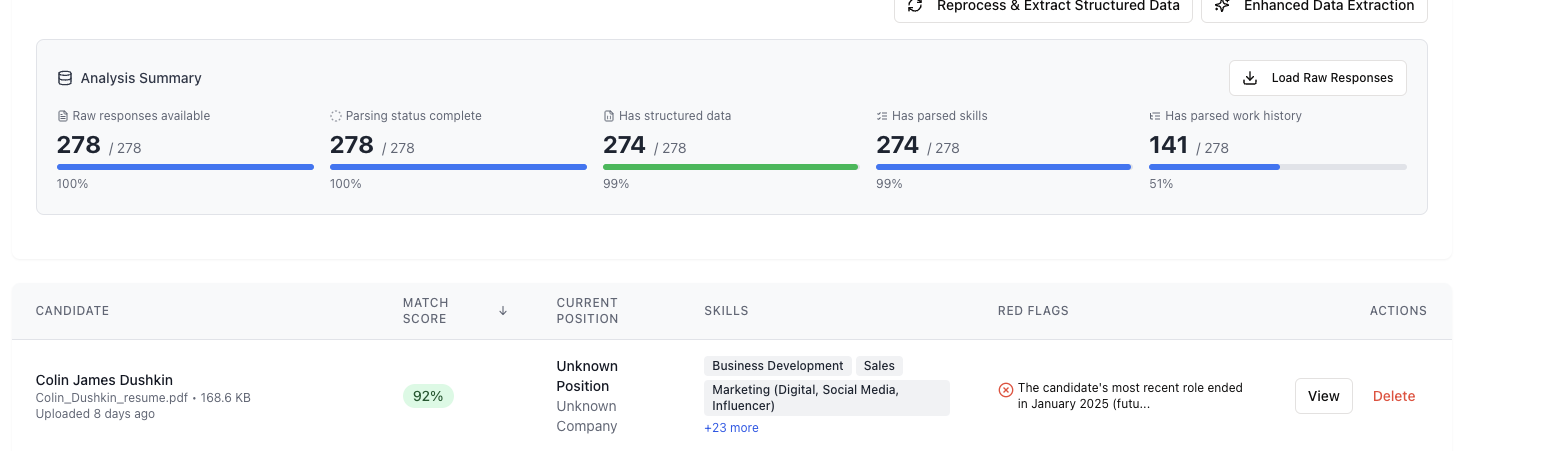 Reprocess & Extract Structured Data
Enhanced Data Extraction
Analysis Summary
Load Raw Responses
Raw responses available
278 / 278
100%
Parsing status complete
278 / 278
100%
Has structured data
274 / 278
99%
Has parsed skills
274 / 278
99%
Has parsed work history
141 / 278
51%
CANDIDATE
MATCH
SCORE
CURRENT
POSITION
SKILLS
RED FLAGS
ACTIONS
Colin James Dushkin
Colin_Dushkin_resume.pdf • 168.6 KB
Uploaded 8 days ago
92%
Unknown
Position
Unknown
Company
Business Development
Sales
Marketing (Digital, Social Media,
Influencer)
+23 more
The candidate's most recent role ended
in January 2025 (futu...
View
Delete